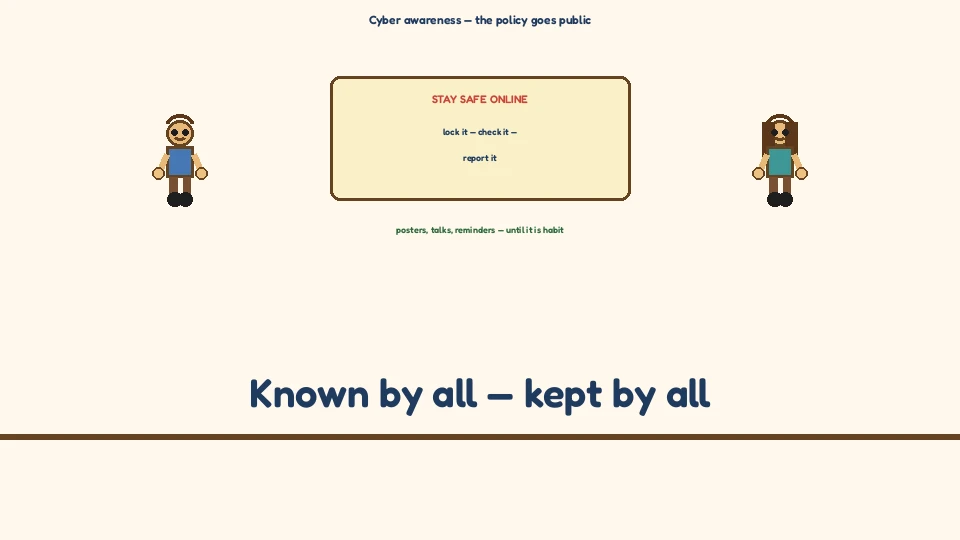 Cyber awareness — the policy goes public
STAY SAFE ONLINE
lock it — check it —
report it
posters, talks, reminders — until it is habit
Known by all — kept by all